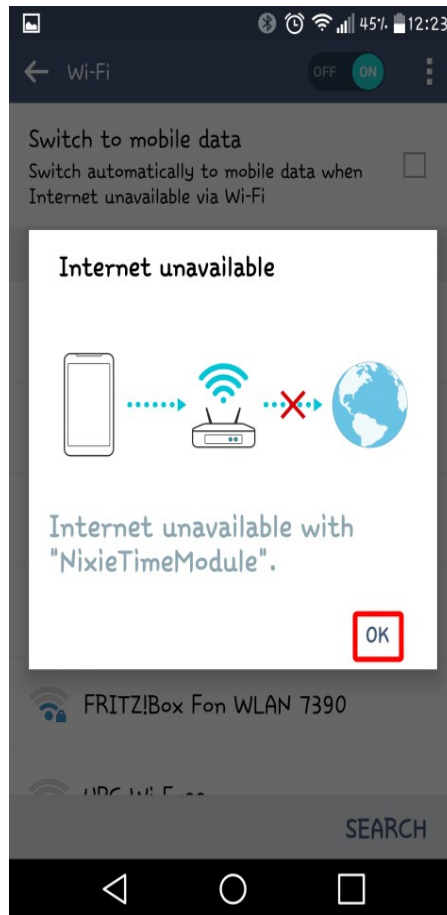 45% 12:23
Wi-Fi
OFF ON
Switch to mobile data
Switch automatically to mobile data when
Internet unavailable via Wi-Fi
Internet unavailable
Internet unavailable with
"NixieTimeModule".
OK
FRITZ!Box Fon WLAN 7390
SEARCH